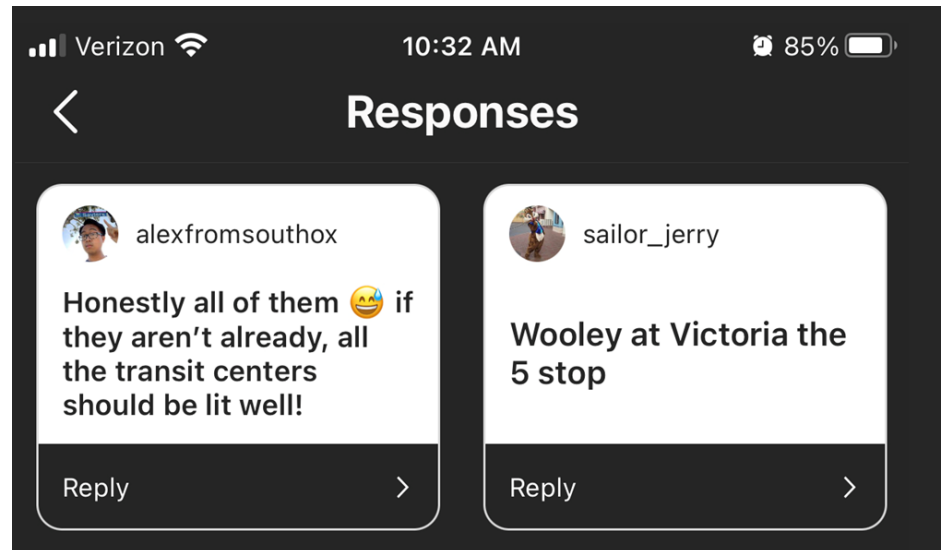 Verizon 10:32 AM 85%
Responses
alexfromsouthox
Honestly all of them 😅 if
they aren't already, all
the transit centers
should be lit well!
Reply
sailor_jerry
Wooley at Victoria the
5 stop
Reply